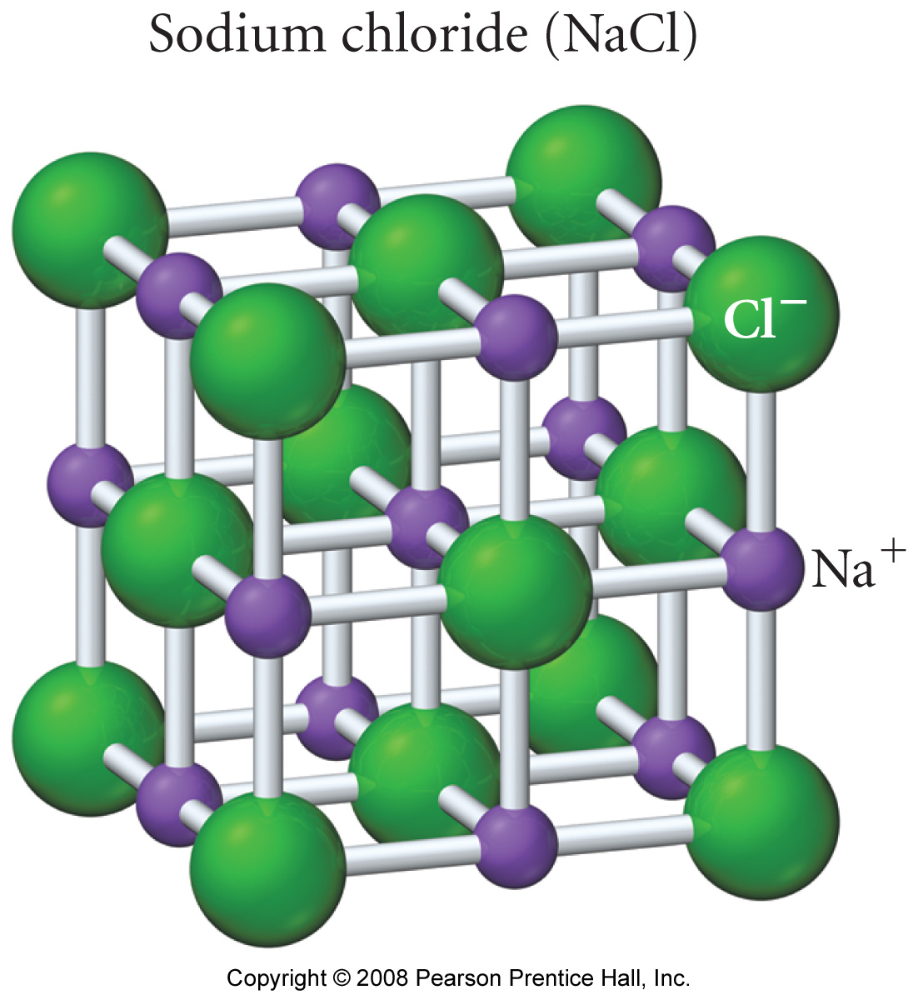 Sodium chloride (NaCl)
Cl⁻
Na⁺
Copyright © 2008 Pearson Prentice Hall, Inc.